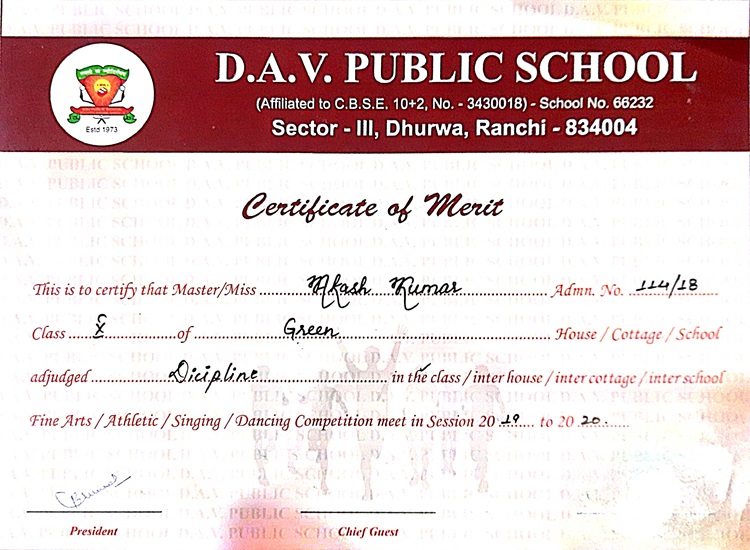 D.A.V. PUBLIC SCHOOL
(Affiliated to C.B.S.E. 10+2, No. - 3430018) - School No. 66232
Estd 1973
Sector - III, Dhurwa, Ranchi - 834004
Certificate of Merit
This is to certify that Master/Miss Akash Kumar Admn. No. 114/18
Class X of Green House / Cottage / School
adjudged Dicipline in the class / inter house / inter cottage / inter school
Fine Arts / Athletic / Singing / Dancing Competition meet in Session 20 19 to 20 20.
President Chief Guest